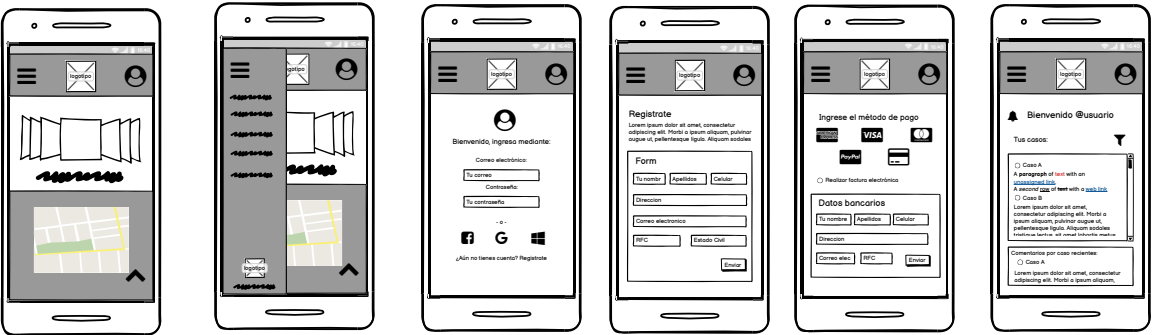 logotipo
logotipo
logotipo
Bienvenido, ingresa mediante:
Correo electrónico:
Tu correo
Contraseña:
Tu contraseña
- o -
¿Aún no tienes cuenta? Registrate
logotipo
Registrate
Lorem ipsum dolor sit amet, consectetur
adipiscing elit. Morbi a ipsum aliquam, pulvinar
augue ut, pellentesque ligula. Aliquam sodales
Form
Tu nombr Apellidos Celular
Direccion
Correo electronico
RFC Estado Civil
Enviar
logotipo
Ingrese el método de pago
VISA
PayPal
Realizar factura electrónica
Datos bancarios
Tu nombre Apellidos Celular
Direccion
Correo elec RFC Enviar
logotipo
Bienvenido @usuario
Tus casos:
Caso A
A paragraph of text with an
unassigned link.
A second row of text with a web link
Caso B
Lorem ipsum dolor sit amet,
consectetur adipiscing elit. Morbi a
ipsum aliquam, pulvinar augue ut,
pellentesque ligula. Aliquam sodales
tristique lectus, sit amet lobortis metus
Comentarios por caso recientes:
Caso A
Lorem ipsum dolor sit amet, consectetur
adipiscing elit. Morbi a ipsum aliquam,